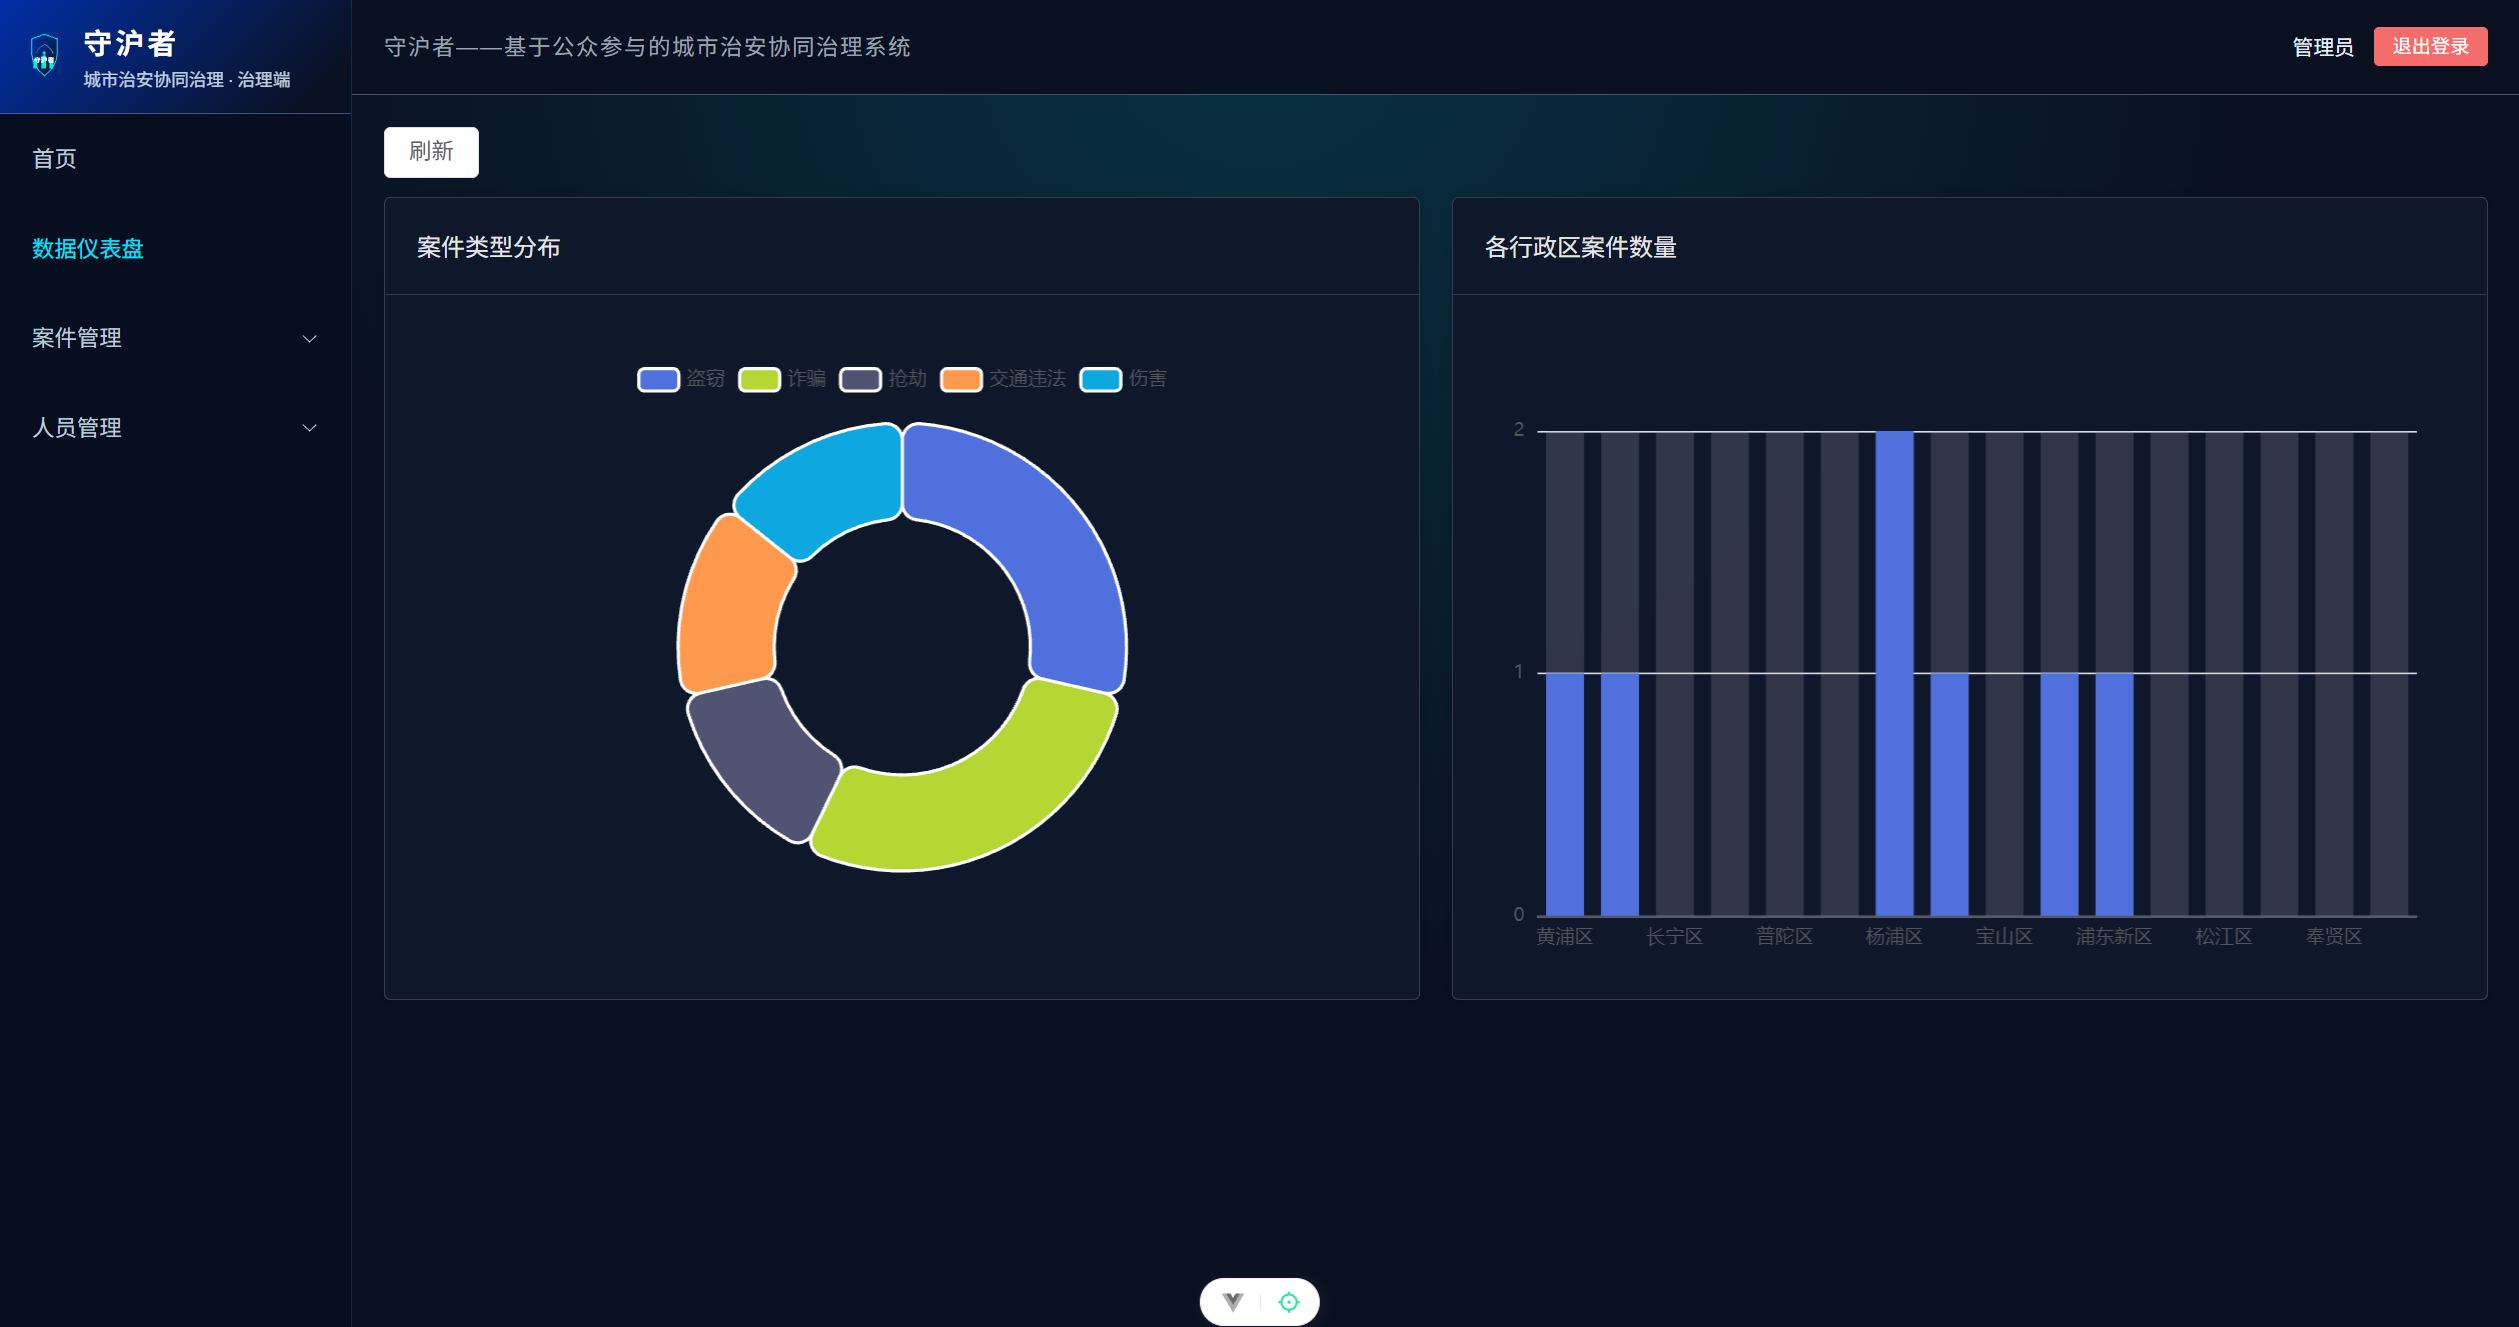 守沪者
城市治安协同治理 · 治理端
守沪者——基于公众参与的城市治安协同治理系统
管理员
退出登录
首页
数据仪表盘
案件管理
人员管理
刷新
案件类型分布
盗窃 诈骗 抢劫 交通违法 伤害
各行政区案件数量
2
1
0
黄浦区 长宁区 普陀区 杨浦区 宝山区 浦东新区 松江区 奉贤区